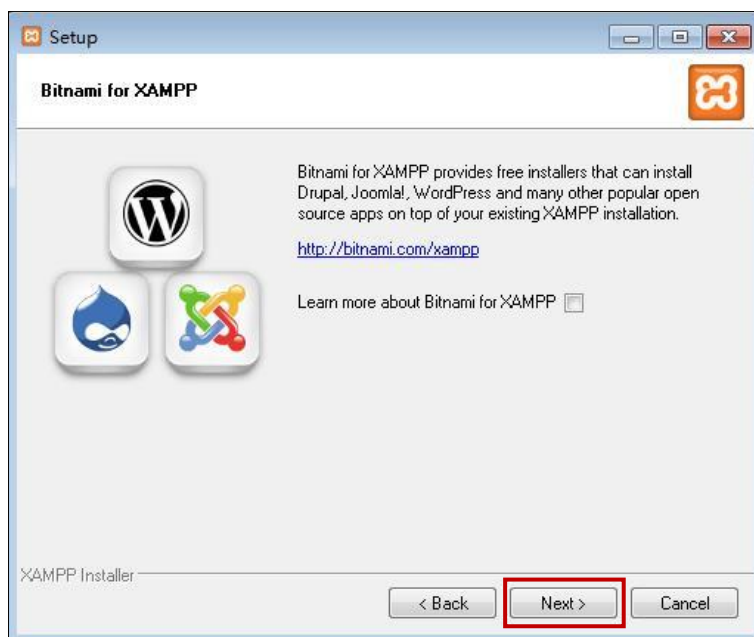 Setup
Bitnami for XAMPP
Bitnami for XAMPP provides free installers that can install
Drupal, Joomla!, WordPress and many other popular open
source apps on top of your existing XAMPP installation.
http://bitnami.com/xampp
Learn more about Bitnami for XAMPP
XAMPP Installer
< Back Next > Cancel